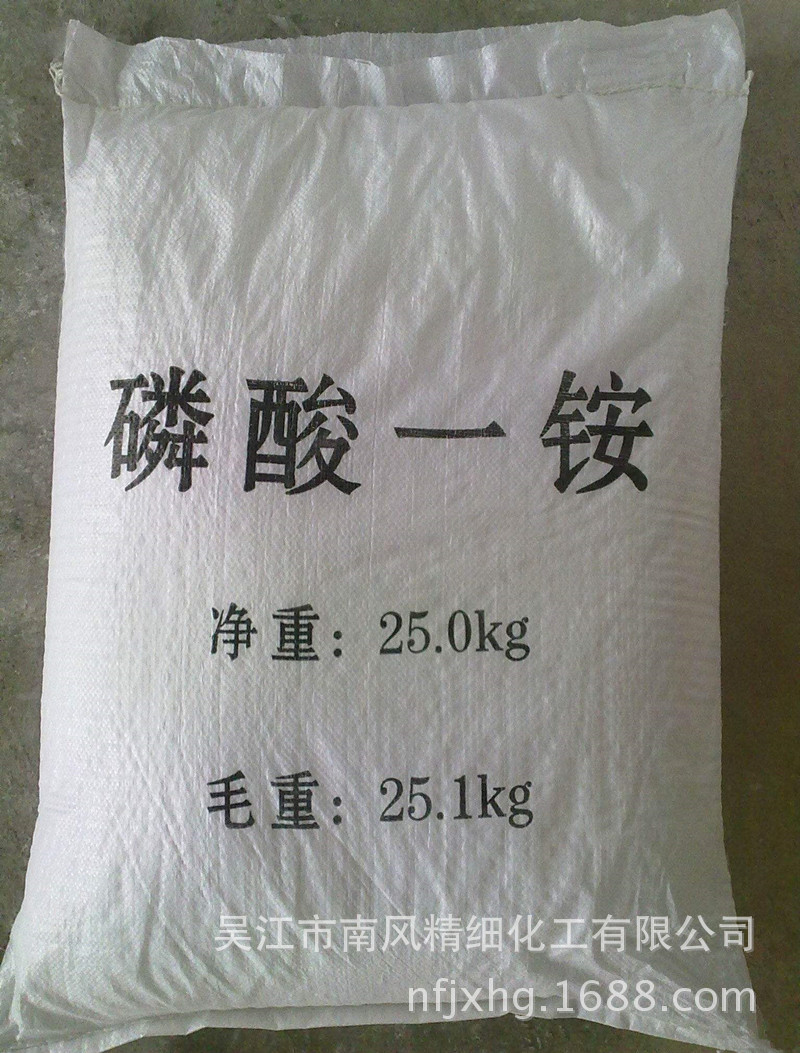 磷酸一铵
净重：25.0kg
毛重：25.1kg
吴江市南风精细化工有限公司
nfjxhg.1688.com